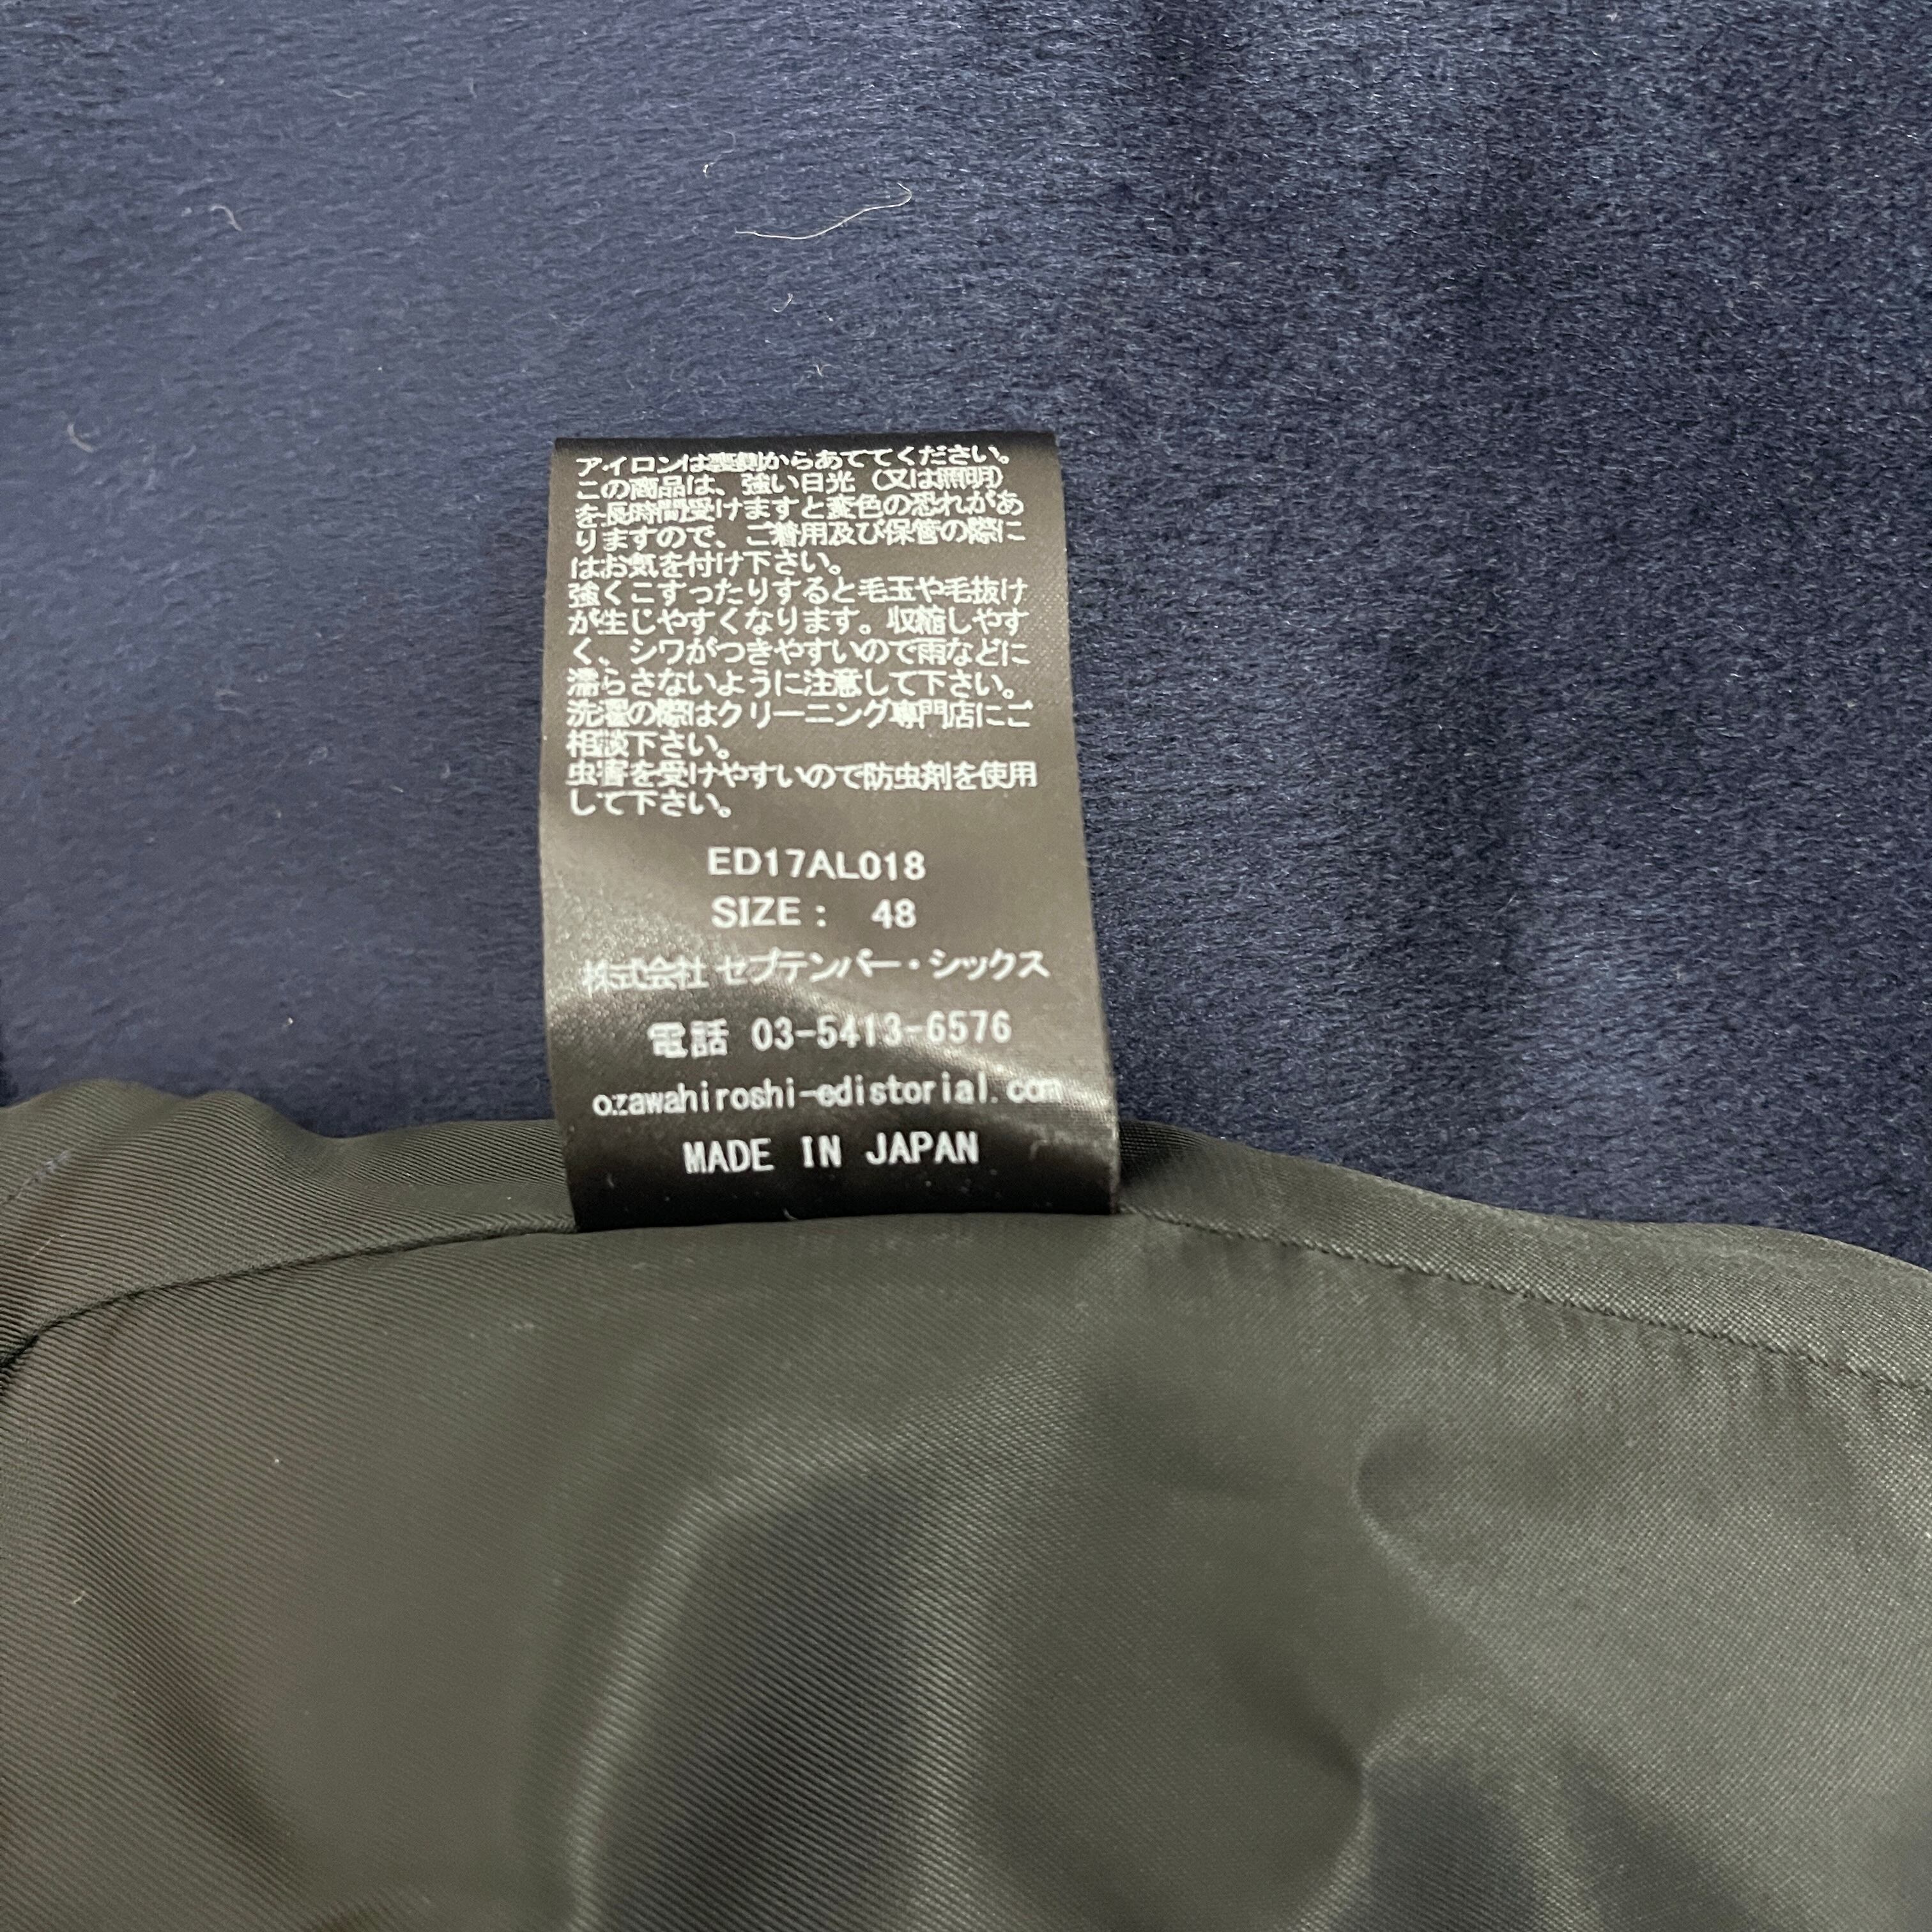 アイロンは裏側からあててください。
この商品は、強い日光（又は照明）
を長時間受けますと変色の恐れがあ
りますので、ご着用及び保管の際に
はお気を付け下さい。
強くこすったりすると毛玉や毛抜け
が生じやすくなります。収縮しやす
く、シワがつきやすいので雨などに
濡らさないように注意して下さい。
洗濯の際はクリーニング専門店にご
相談下さい。
虫害を受けやすいので防虫剤を使用
して下さい。
ED17AL018
SIZE： 48
株式会社 セプテンバー・シックス
電話 03-5413-6576
ozawahiroshi-edistorial.com
MADE IN JAPAN